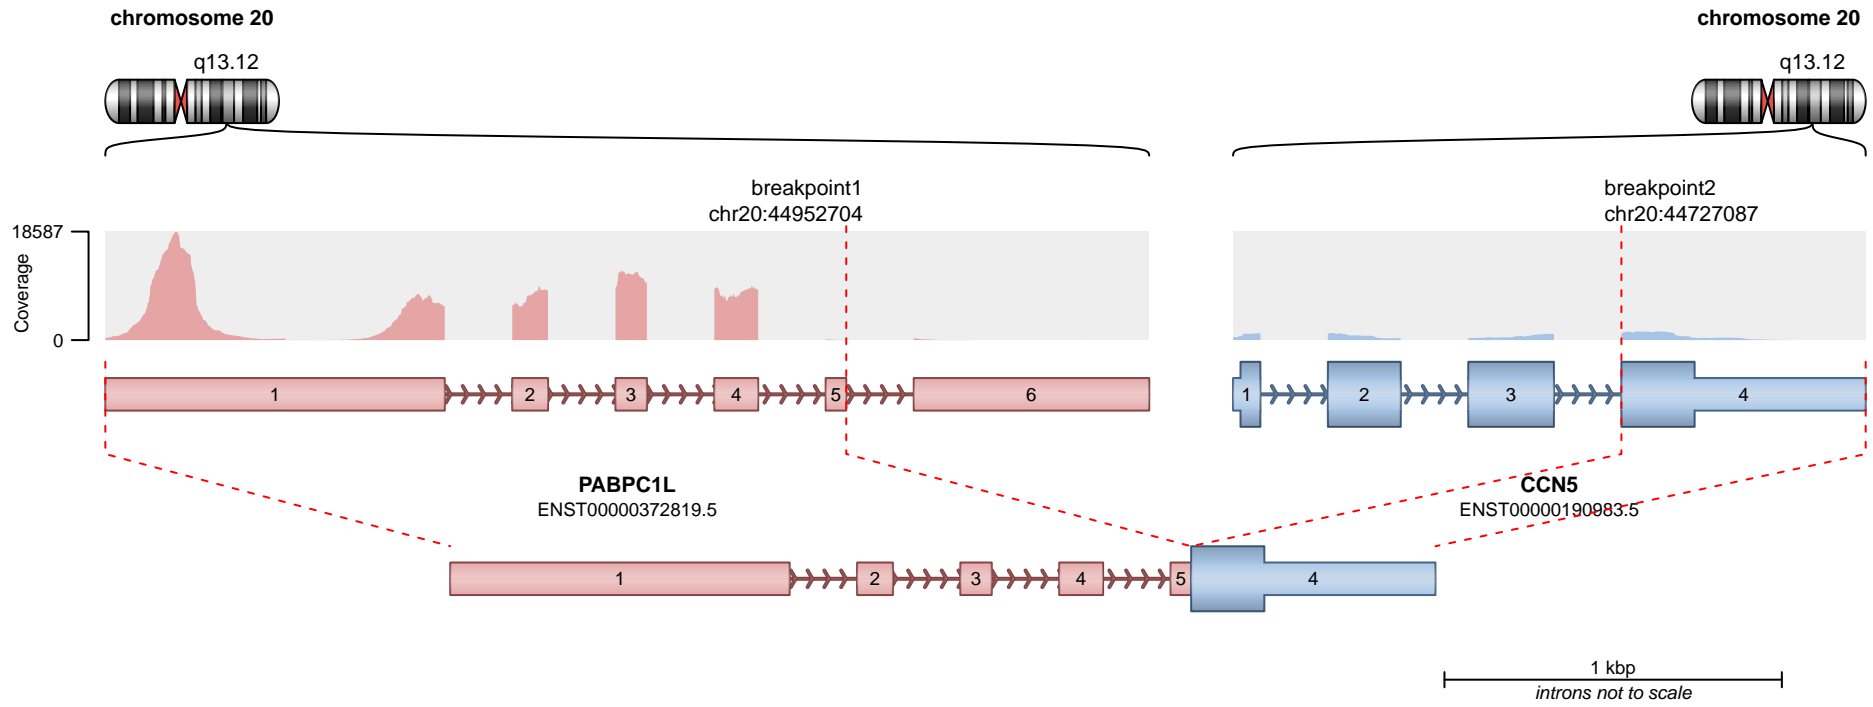 chromosome 20
chromosome 20
q13.12
q13.12
breakpoint1
chr20:44952704
breakpoint2
chr20:44727087
18587
Coverage
0
1 2 3 4 5 6
1 2 3 4
PABPC1L
ENST00000372819.5
CCN5
ENST00000190983.5
1 2 3 4 5 4
1 kbp
introns not to scale